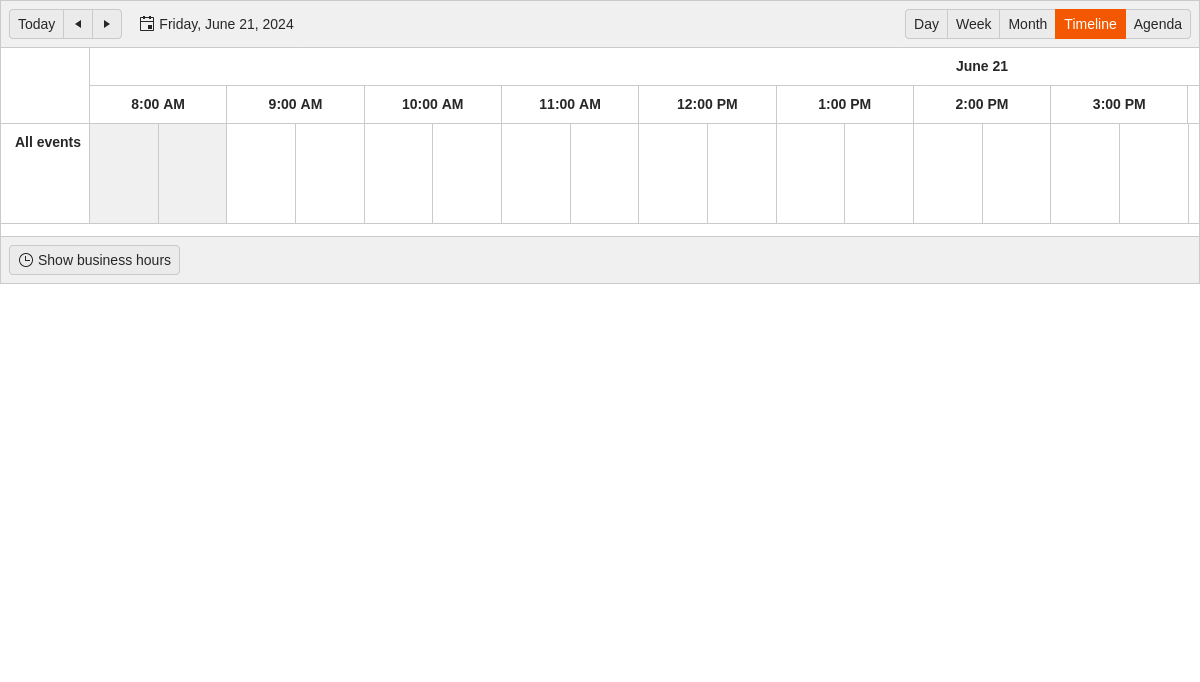 Today Friday, June 21, 2024 Day Week Month Timeline Agenda
June 21
8:00 AM 9:00 AM 10:00 AM 11:00 AM 12:00 PM 1:00 PM 2:00 PM 3:00 PM
All events
Show business hours